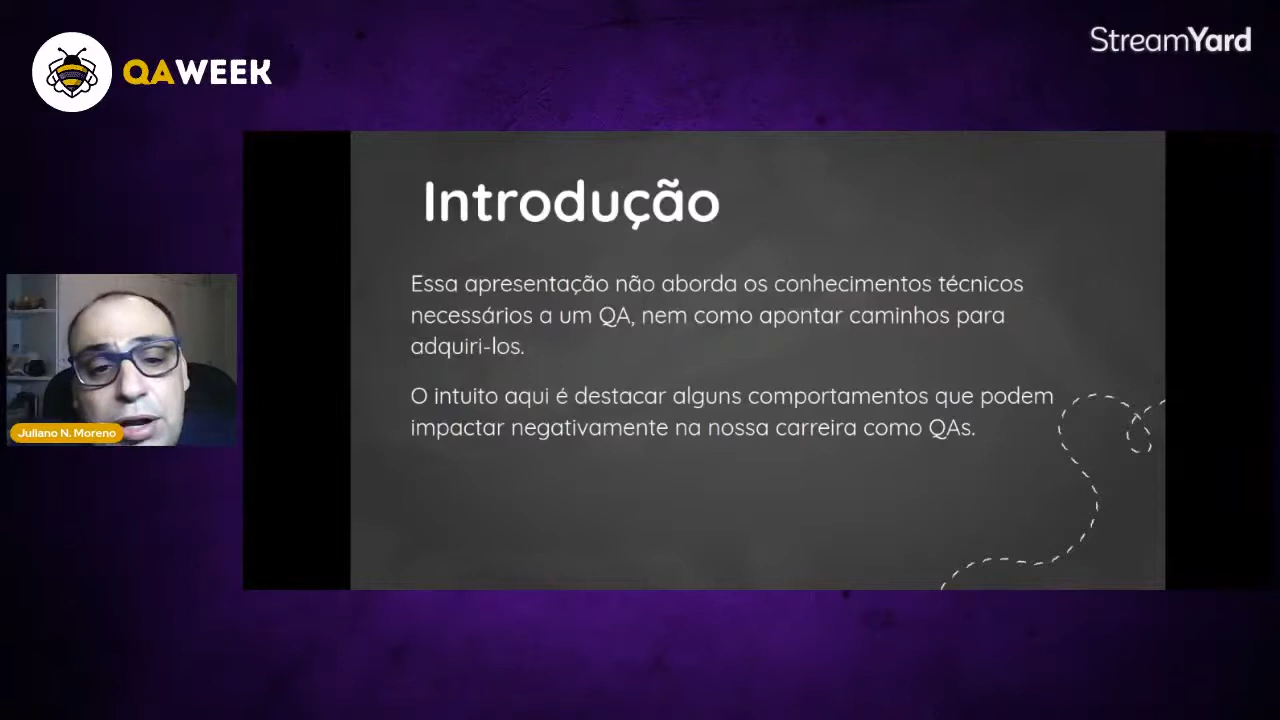 QAWEEK
StreamYard
Introdução
Essa apresentação não aborda os conhecimentos técnicos
necessários a um QA, nem como apontar caminhos para
adquiri-los.
O intuito aqui é destacar alguns comportamentos que podem
impactar negativamente na nossa carreira como QAs.
Juliano N. Moreno